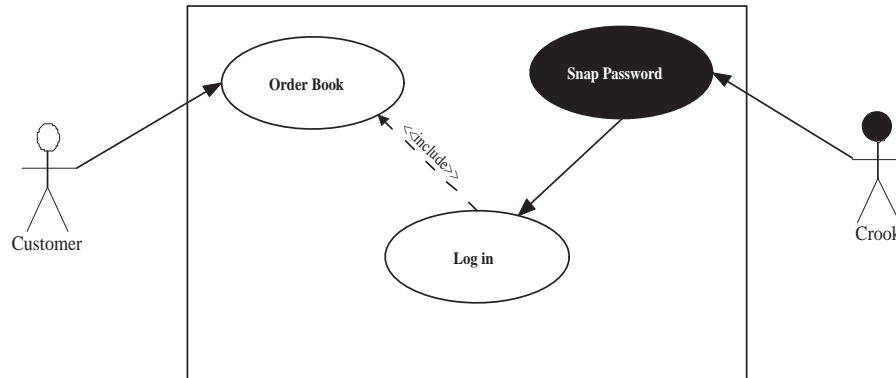 Order Book
Snap Password
<<include>>
Customer
Log in
Crook